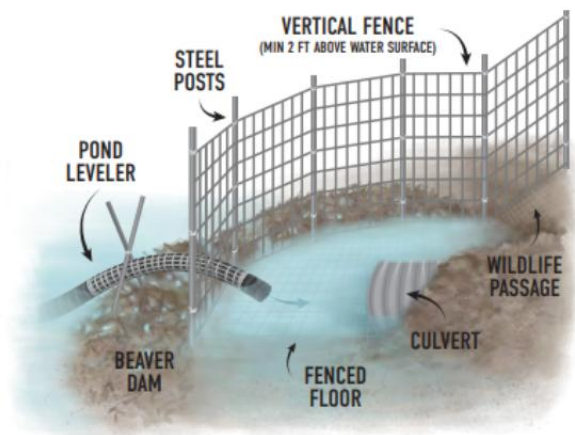 VERTICAL FENCE
(MIN 2 FT ABOVE WATER SURFACE)
STEEL
POSTS
POND
LEVELER
WILDLIFE
PASSAGE
CULVERT
BEAVER
DAM
FENCED
FLOOR